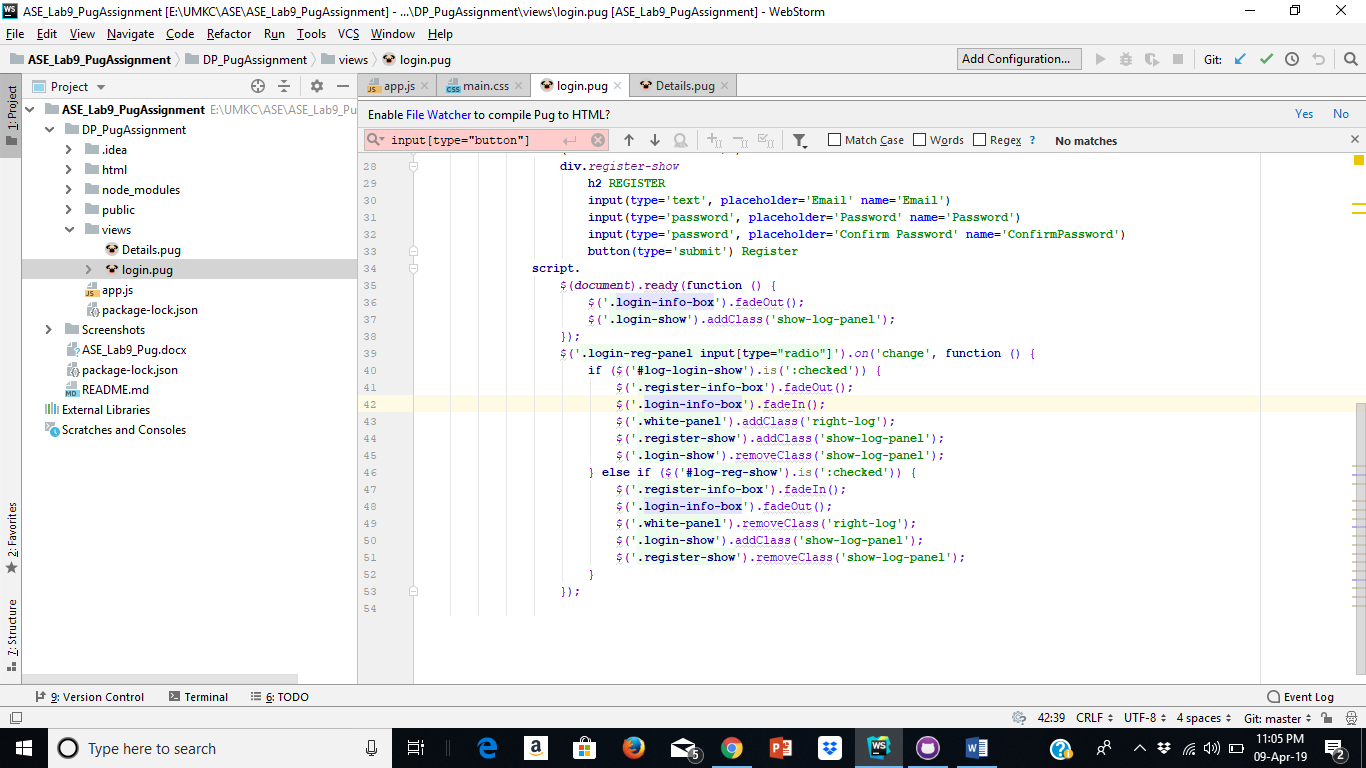 ASE_Lab9_PugAssignment [E:\UMKC\ASE\ASE_Lab9_PugAssignment] - ...\DP_PugAssignment\views\login.pug [ASE_Lab9_PugAssignment] - WebStorm
File Edit View Navigate Code Refactor Run Tools VCS Window Help
ASE_Lab9_PugAssignment DP_PugAssignment views login.pug Add Configuration... Git:
Project app.js main.css login.pug Details.pug
1: Project
2: Favorites
7: Structure
ASE_Lab9_PugAssignment E:\UMKC\ASE\ASE_Lab9_Pu
DP_PugAssignment
.idea
html
node_modules
public
views
Details.pug
login.pug
app.js
package-lock.json
Screenshots
ASE_Lab9_Pug.docx
package-lock.json
README.md
External Libraries
Scratches and Consoles
Enable File Watcher to compile Pug to HTML? Yes No
input[type="button"] Match Case Words Regex ? No matches
28 div.register-show
29 h2 REGISTER
30 input(type='text', placeholder='Email' name='Email')
31 input(type='password', placeholder='Password' name='Password')
32 input(type='password', placeholder='Confirm Password' name='ConfirmPassword')
33 button(type='submit') Register
34 script.
35 $(document).ready(function () {
36 $('.login-info-box').fadeOut();
37 $('.login-show').addClass('show-log-panel');
38 });
39 $('.login-reg-panel input[type="radio"]').on('change', function () {
40 if ($('#log-login-show').is(':checked')) {
41 $('.register-info-box').fadeOut();
42 $('.login-info-box').fadeIn();
43 $('.white-panel').addClass('right-log');
44 $('.register-show').addClass('show-log-panel');
45 $('.login-show').removeClass('show-log-panel');
46 } else if ($('#log-reg-show').is(':checked')) {
47 $('.register-info-box').fadeIn();
48 $('.login-info-box').fadeOut();
49 $('.white-panel').removeClass('right-log');
50 $('.login-show').addClass('show-log-panel');
51 $('.register-show').removeClass('show-log-panel');
52 }
53 });
54
9: Version Control Terminal 6: TODO Event Log
42:39 CRLF UTF-8 4 spaces Git: master
Type here to search
5
11:05 PM
09-Apr-19
2